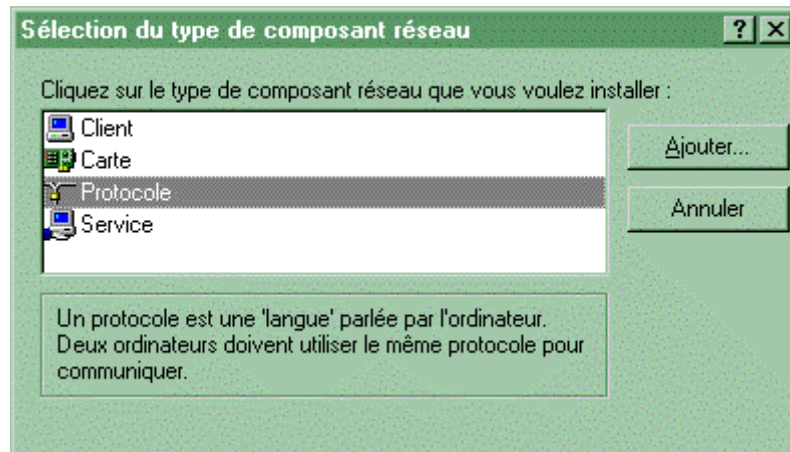 Sélection du type de composant réseau
Cliquez sur le type de composant réseau que vous voulez installer :
Client
Carte
Protocole
Service
Ajouter...
Annuler
Un protocole est une 'langue' parlée par l'ordinateur.
Deux ordinateurs doivent utiliser le même protocole pour
communiquer.